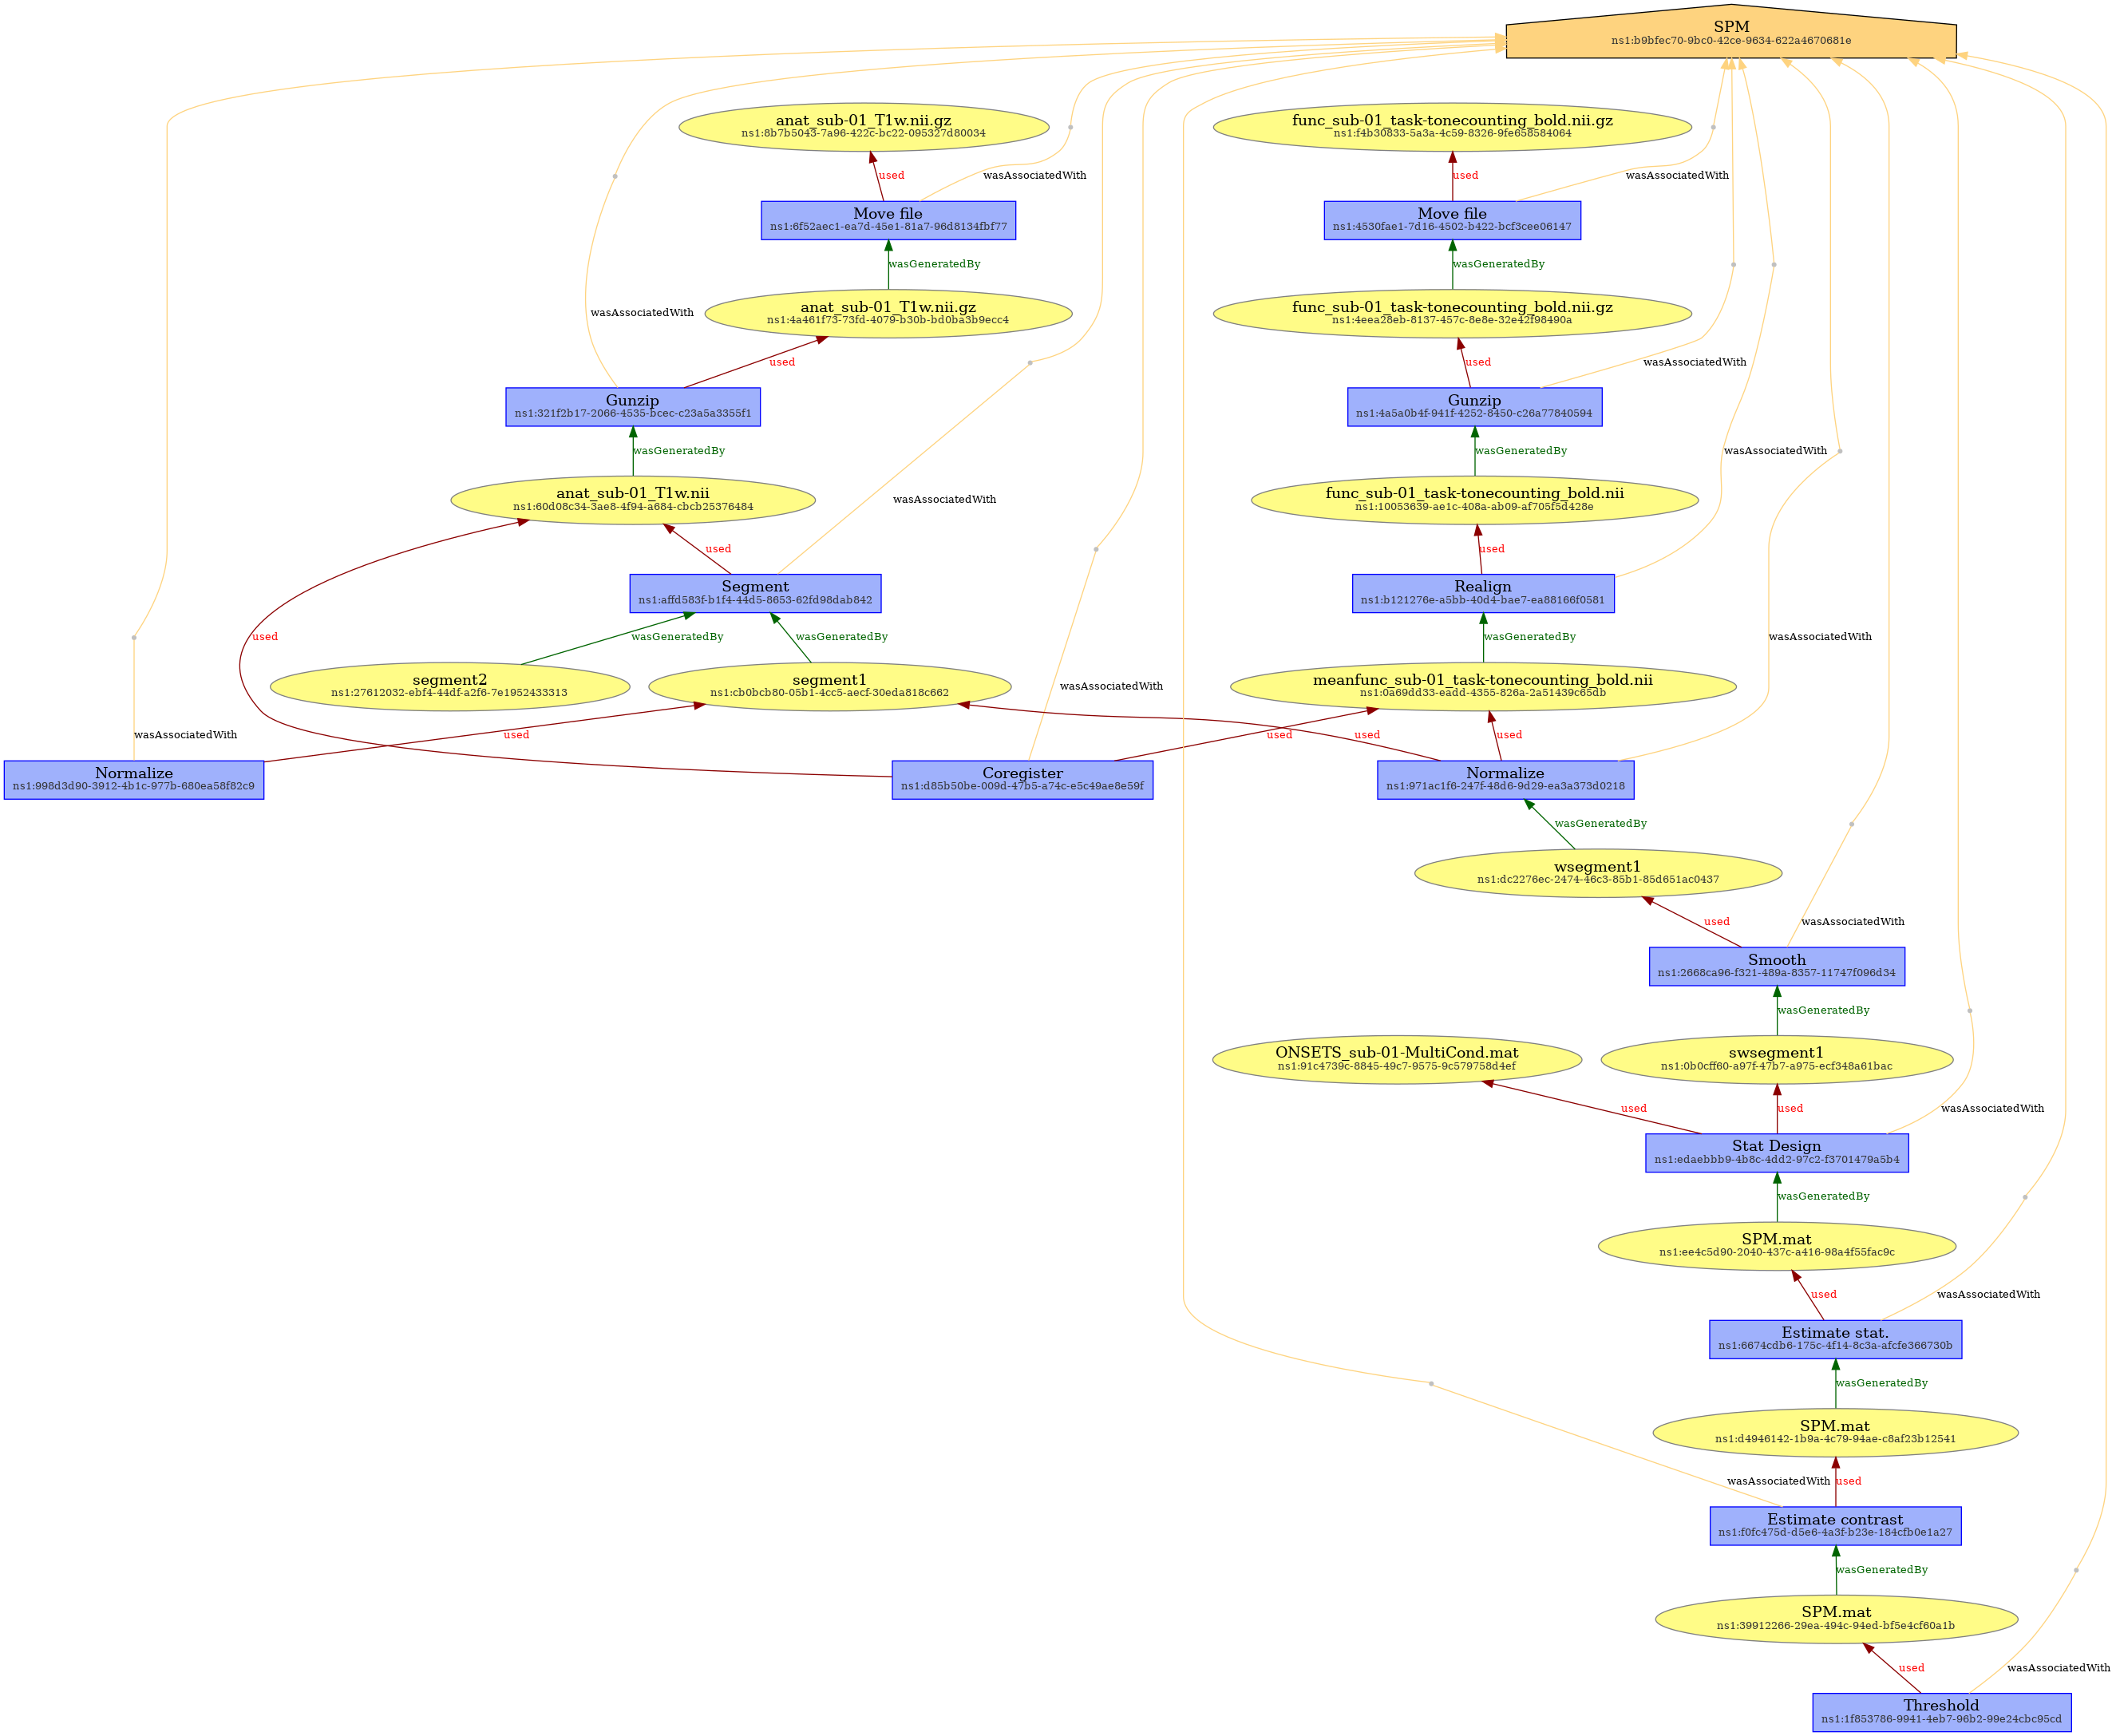 SPM
ns1:b9bfec70-9bc0-42ce-9634-622a4670681e
anat_sub-01_T1w.nii.gz
ns1:8b7b5043-7a96-422c-bc22-095327d80034
func_sub-01_task-tonecounting_bold.nii.gz
ns1:f4b30833-5a3a-4c59-8326-9fe658584064
used
wasAssociatedWith
used
wasAssociatedWith
Move file
ns1:6f52aec1-ea7d-45e1-81a7-96d8134fbf77
Move file
ns1:4530fae1-7d16-4502-b422-bcf3cee06147
wasGeneratedBy
wasGeneratedBy
wasAssociatedWith
anat_sub-01_T1w.nii.gz
ns1:4a461f73-73fd-4079-b30b-bd0ba3b9ecc4
func_sub-01_task-tonecounting_bold.nii.gz
ns1:4eea28eb-8137-457c-8e8e-32e42f98490a
used
used
wasAssociatedWith
Gunzip
ns1:321f2b17-2066-4535-bcec-c23a5a3355f1
Gunzip
ns1:4a5a0b4f-941f-4252-8450-c26a77840594
wasGeneratedBy
wasGeneratedBy
wasAssociatedWith
anat_sub-01_T1w.nii
ns1:60d08c34-3ae8-4f94-a684-cbcb25376484
wasAssociatedWith
func_sub-01_task-tonecounting_bold.nii
ns1:10053639-ae1c-408a-ab09-af705f5d428e
used
used
Segment
ns1:affd583f-b1f4-44d5-8653-62fd98dab842
Realign
ns1:b121276e-a5bb-40d4-bae7-ea88166f0581
used
wasGeneratedBy
wasGeneratedBy
wasGeneratedBy
wasAssociatedWith
segment2
ns1:27612032-ebf4-44df-a2f6-7e1952433313
segment1
ns1:cb0bcb80-05b1-4cc5-aecf-30eda818c662
wasAssociatedWith
meanfunc_sub-01_task-tonecounting_bold.nii
ns1:0a69dd33-eadd-4355-826a-2a51439c65db
wasAssociatedWith
used
used
used
used
Normalize
ns1:998d3d90-3912-4b1c-977b-680ea58f82c9
Coregister
ns1:d85b50be-009d-47b5-a74c-e5c49ae8e59f
Normalize
ns1:971ac1f6-247f-48d6-9d29-ea3a373d0218
wasGeneratedBy
wsegment1
ns1:dc2276ec-2474-46c3-85b1-85d651ac0437
used
wasAssociatedWith
Smooth
ns1:2668ca96-f321-489a-8357-11747f096d34
wasGeneratedBy
ONSETS_sub-01-MultiCond.mat
ns1:91c4739c-8845-49c7-9575-9c579758d4ef
swsegment1
ns1:0b0cff60-a97f-47b7-a975-ecf348a61bac
used
used
wasAssociatedWith
Stat Design
ns1:edaebbb9-4b8c-4dd2-97c2-f3701479a5b4
wasGeneratedBy
SPM.mat
ns1:ee4c5d90-2040-437c-a416-98a4f55fac9c
used
wasAssociatedWith
Estimate stat.
ns1:6674cdb6-175c-4f14-8c3a-afcfe366730b
wasGeneratedBy
SPM.mat
ns1:d4946142-1b9a-4c79-94ae-c8af23b12541
wasAssociatedWith
used
Estimate contrast
ns1:f0fc475d-d5e6-4a3f-b23e-184cfb0e1a27
wasGeneratedBy
SPM.mat
ns1:39912266-29ea-494c-94ed-bf5e4cf60a1b
used
wasAssociatedWith
Threshold
ns1:1f853786-9941-4eb7-96b2-99e24cbc95cd